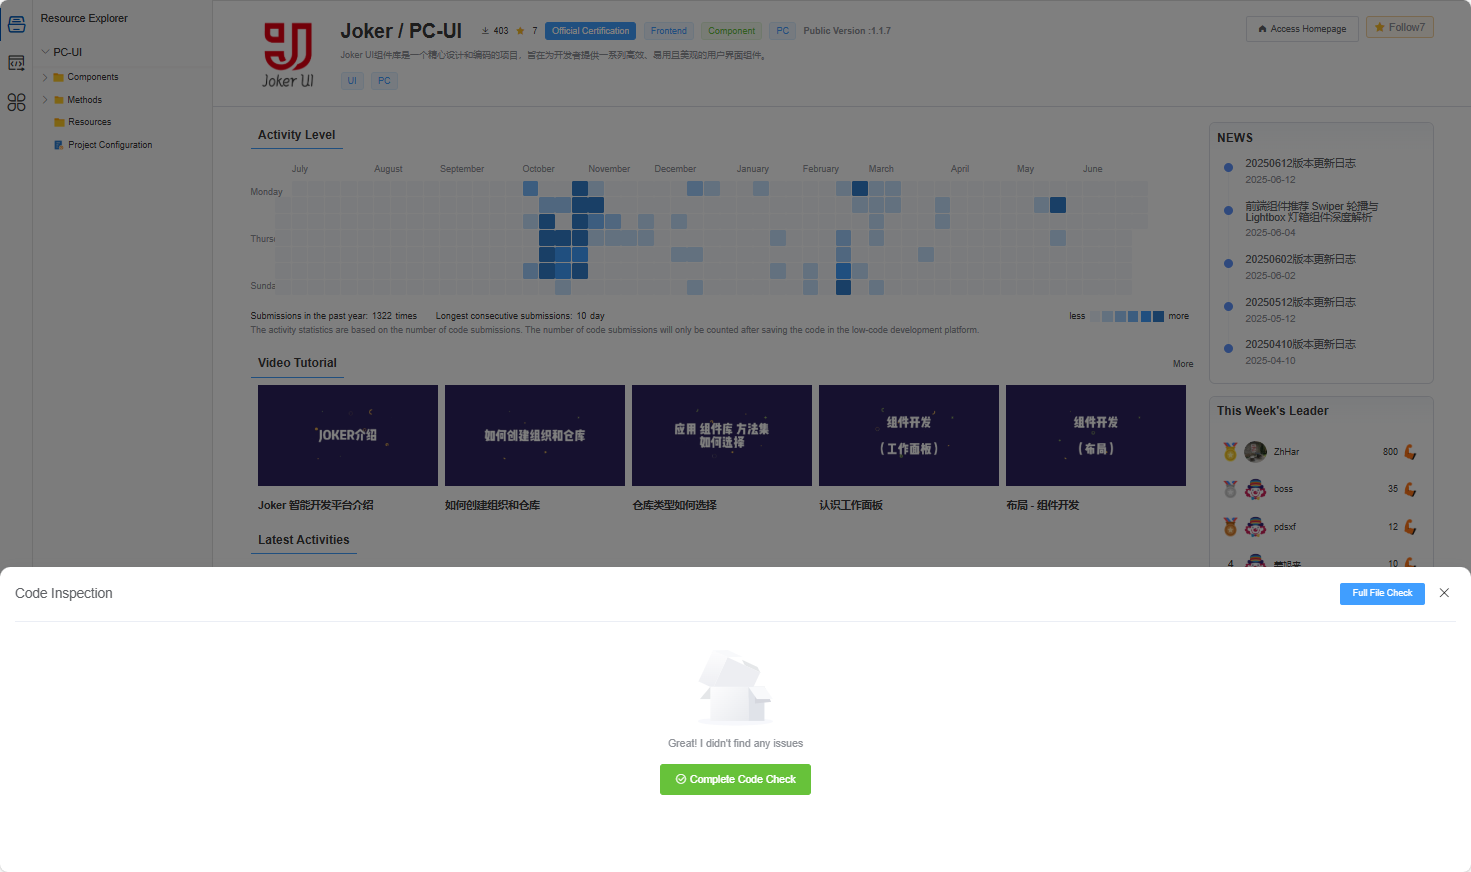 Resource Explorer
PC-UI
Components
Methods
Resources
Project Configuration
Joker UI
Joker / PC-UI
403
7
Official Certification
Frontend
Component
PC
Public Version :1.1.7
Joker UI组件库是一个精心设计和编码的项目，旨在为开发者提供一系列高效、易用且美观的用户界面组件。
UI
PC
Access Homepage
Follow7
Activity Level
July
August
September
October
November
December
January
February
March
April
May
June
Monday
Thurs
Sunda
Submissions in the past year: 1322 times
Longest consecutive submissions: 10 day
less
more
The activity statistics are based on the number of code submissions. The number of code submissions will only be counted after saving the code in the low-code development platform.
Video Tutorial
More
JOKER介绍
如何创建组织和仓库
应用 组件库 方法集
如何选择
组件开发
（工作面板）
组件开发
（布局）
Joker 智能开发平台介绍
如何创建组织和仓库
仓库类型如何选择
认识工作面板
布局 - 组件开发
Latest Activities
NEWS
20250612版本更新日志
2025-06-12
前端组件推荐 Swiper 轮播与
Lightbox 灯箱组件深度解析
2025-06-04
20250602版本更新日志
2025-06-02
20250512版本更新日志
2025-05-12
20250410版本更新日志
2025-04-10
This Week's Leader
ZhHar
800
boss
35
pdsxf
12
4
10
Code Inspection
Full File Check
Great! I didn't find any issues
Complete Code Check